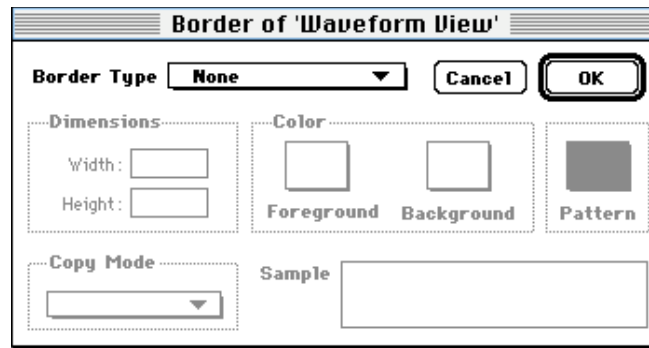 Border of 'Waveform View'
Border Type None Cancel OK
Dimensions Color
Width:
Height:
Foreground Background Pattern
Copy Mode Sample